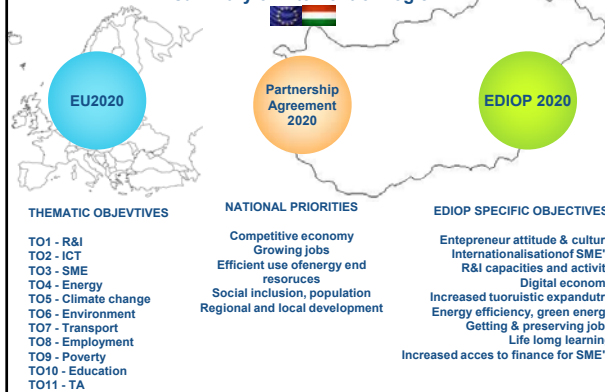 EU2020
Partnership
Agreement
2020
EDIOP 2020
THEMATIC OBJEVTIVES
TO1 - R&I
TO2 - ICT
TO3 - SME
TO4 - Energy
TO5 - Climate change
TO6 - Environment
TO7 - Transport
TO8 - Employment
TO9 - Poverty
TO10 - Education
TO11 - TA
NATIONAL PRIORITIES
Competitive economy
Growing jobs
Efficient use ofenergy end
resoruces
Social inclusion, population
Regional and local development
EDIOP SPECIFIC OBJECTIVES
Entepreneur attitude & cultur
Internationalisationof SME'
R&I capacities and activit
Digital econom
Increased tuoruistic expandutr
Energy efficiency, green energ
Getting & preserving job
Life lomg learnin
Increased acces to finance for SME'